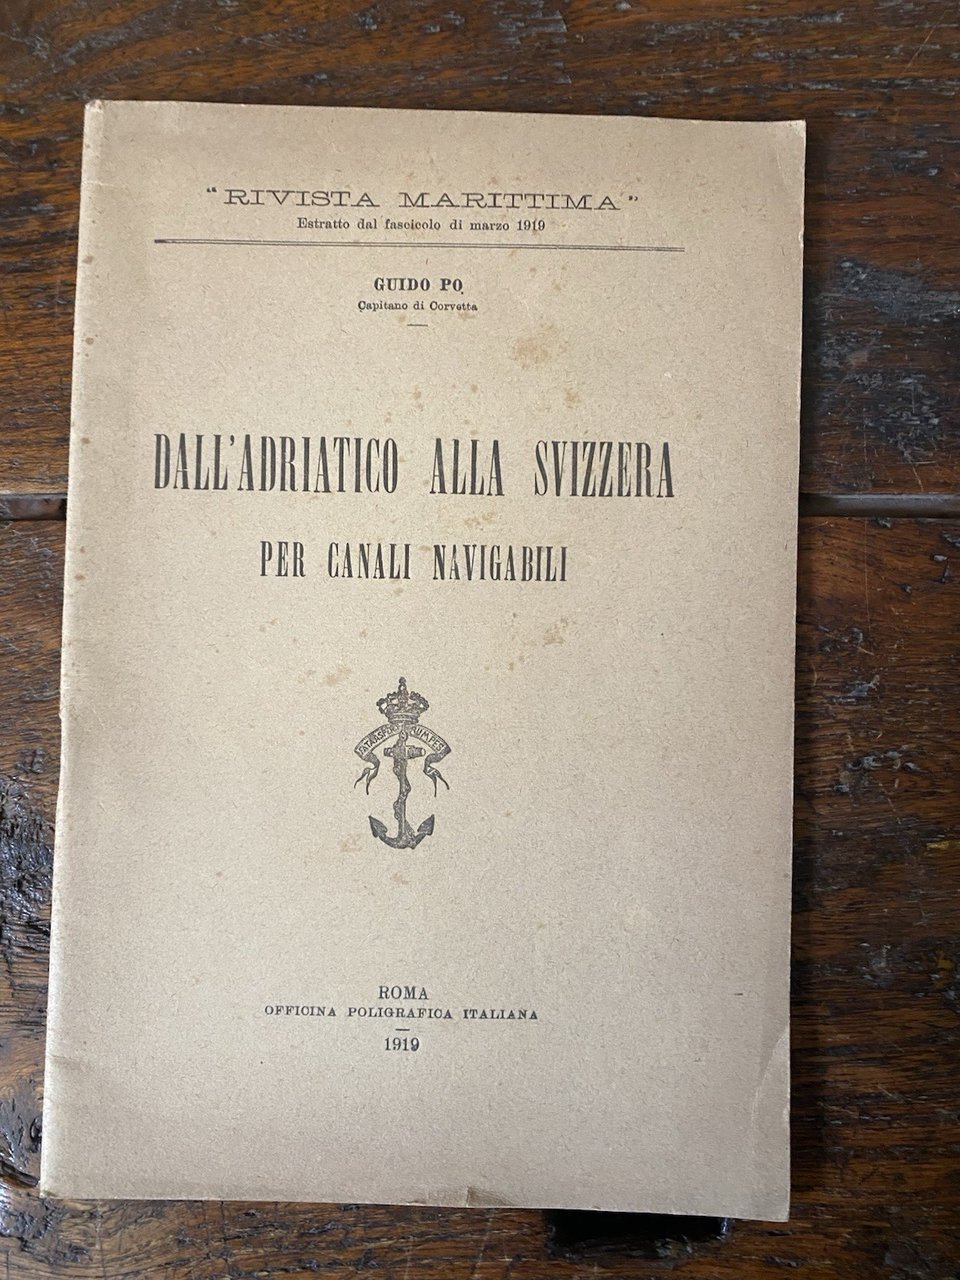 "RIVISTA MARITTIMA"
Estratto dal fascicolo di marzo 1919
GUIDO PO
Capitano di Corvetta
DALL'ADRIATICO ALLA SVIZZERA
PER CANALI NAVIGABILI
RUMPES
ROMA
OFFICINA POLIGRAFICA ITALIANA
1919